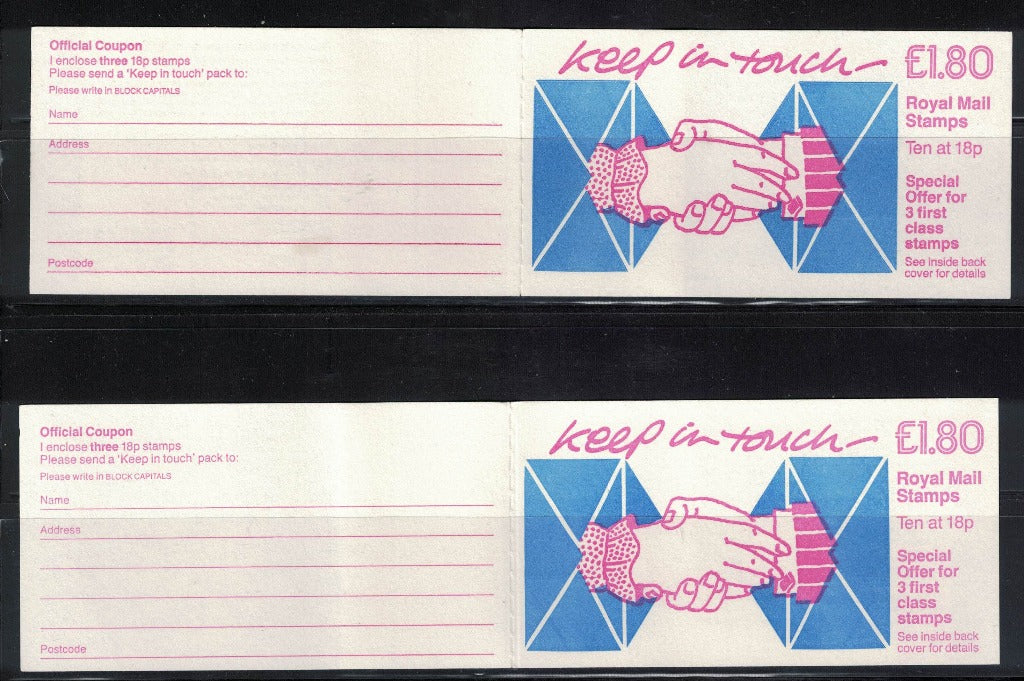 Official Coupon
I enclose three 18p stamps
Please send a 'Keep in touch' pack to:
Please write in BLOCK CAPITALS
Name
Address
Postcode
Keep in touch
£1.80
Royal Mail
Stamps
Ten at 18p
Special
Offer for
3 first
class
stamps
See inside back
cover for details
Official Coupon
I enclose three 18p stamps
Please send a 'Keep in touch' pack to:
Please write in BLOCK CAPITALS
Name
Address
Postcode
Keep in touch
£1.80
Royal Mail
Stamps
Ten at 18p
Special
Offer for
3 first
class
stamps
See inside back
cover for details